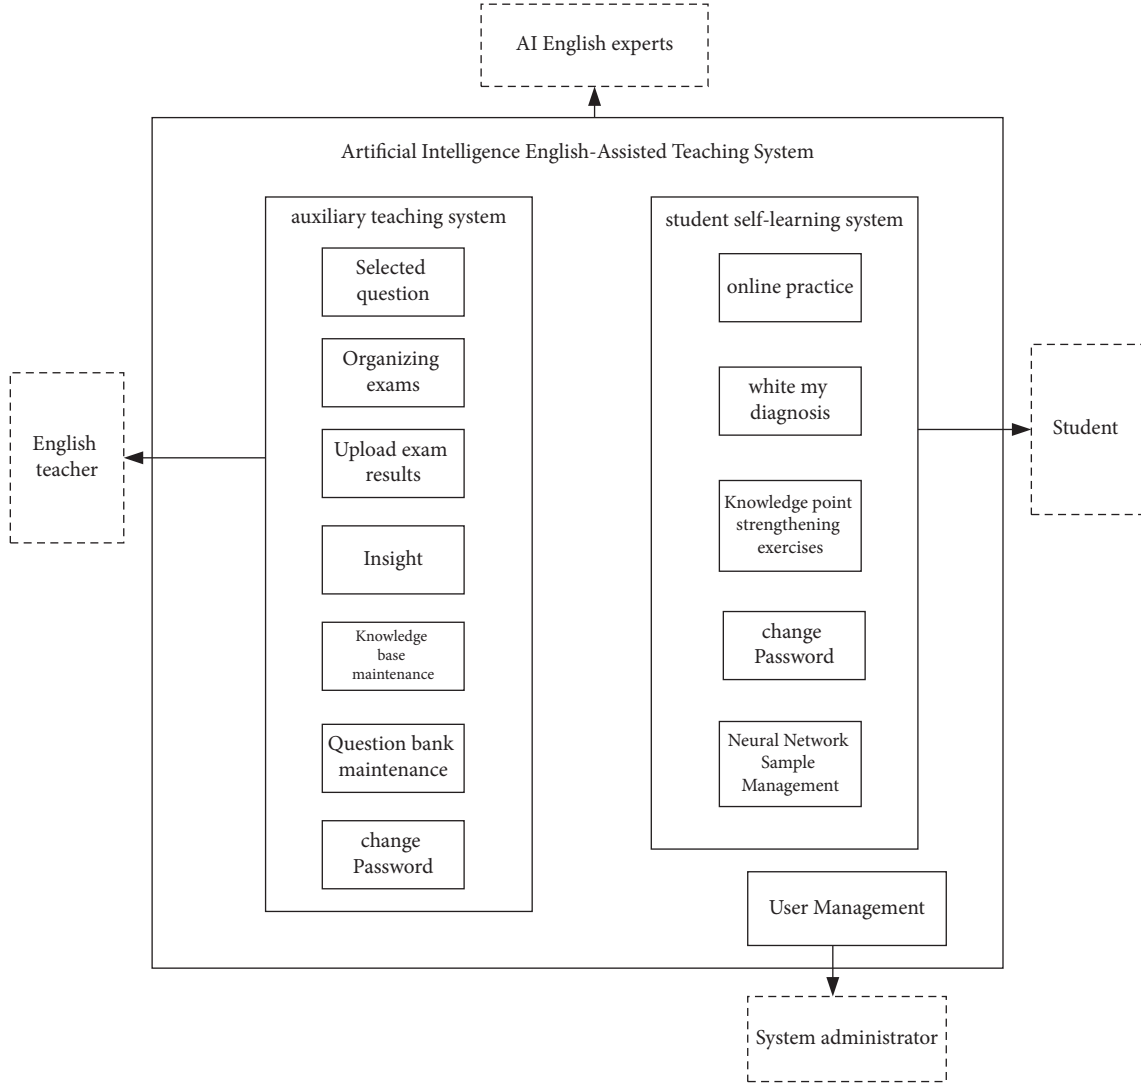 AI English experts
Artificial Intelligence English-Assisted Teaching System
auxiliary teaching system
Selected
question
Organizing
exams
Upload exam
results
Insight
Knowledge
base
maintenance
Question bank
maintenance
change
Password
student self-learning system
online practice
white my
diagnosis
Knowledge point
strengthening
exercises
change
Password
Neural Network
Sample
Management
User Management
English
teacher
Student
System administrator